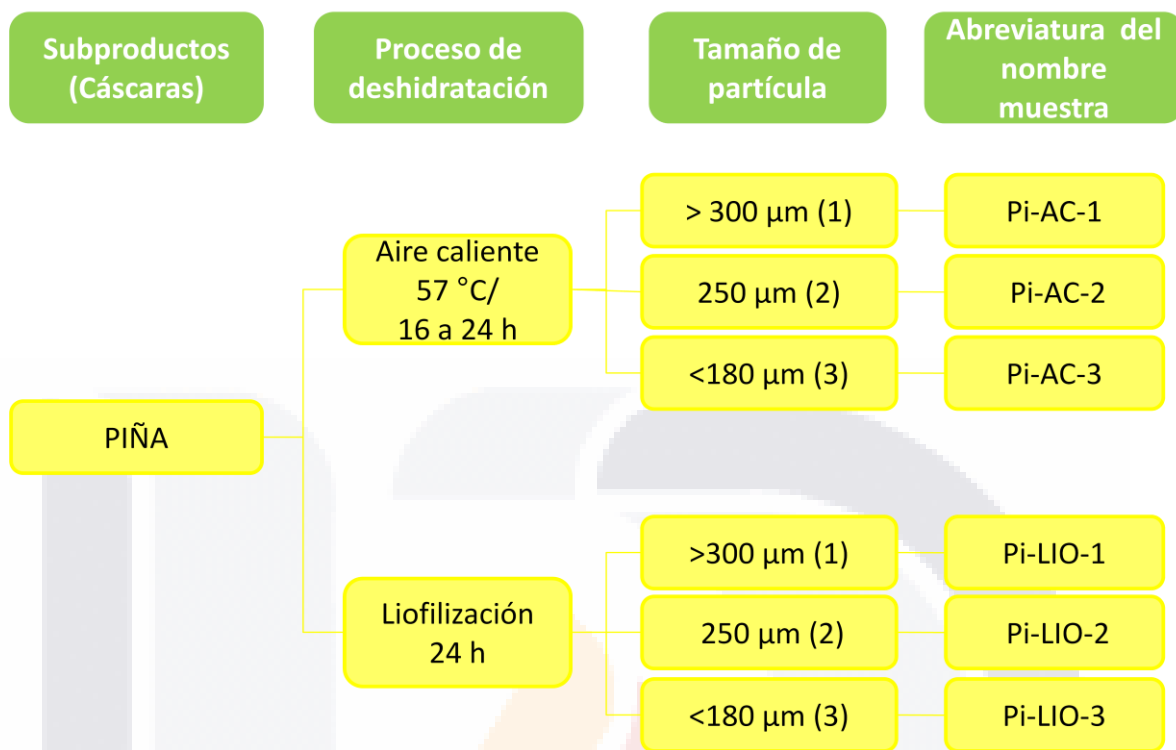 Subproductos
(Cáscaras)
Proceso de
deshidratación
Tamaño de
partícula
Abreviatura del
nombre
muestra
PIÑA
Aire caliente
57 °C/
16 a 24 h
> 300 µm (1)
Pi-AC-1
250 µm (2)
Pi-AC-2
<180 µm (3)
Pi-AC-3
Liofilización
24 h
>300 µm (1)
Pi-LIO-1
250 µm (2)
Pi-LIO-2
<180 µm (3)
Pi-LIO-3